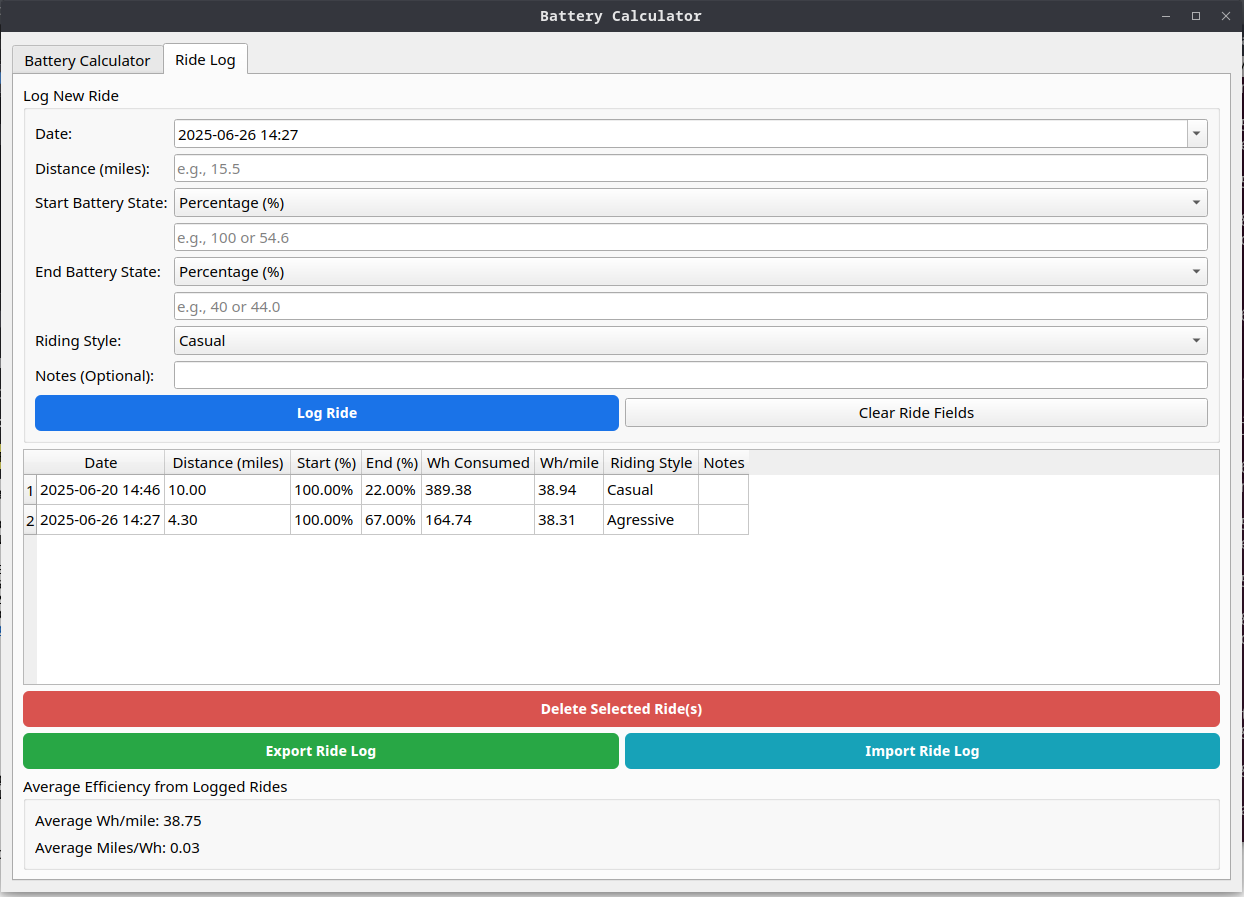 Battery Calculator
Battery Calculator Ride Log
Log New Ride
Date: 2025-06-26 14:27
Distance (miles): e.g., 15.5
Start Battery State: Percentage (%)
e.g., 100 or 54.6
End Battery State: Percentage (%)
e.g., 40 or 44.0
Riding Style: Casual
Notes (Optional):
Log Ride Clear Ride Fields
Date Distance (miles) Start (%) End (%) Wh Consumed Wh/mile Riding Style Notes
1 2025-06-20 14:46 10.00 100.00% 22.00% 389.38 38.94 Casual
2 2025-06-26 14:27 4.30 100.00% 67.00% 164.74 38.31 Agressive
Delete Selected Ride(s)
Export Ride Log Import Ride Log
Average Efficiency from Logged Rides
Average Wh/mile: 38.75
Average Miles/Wh: 0.03